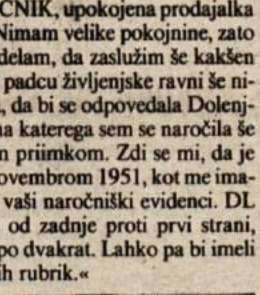 CNIK, upokojena prodajalka
Nimam velike pokojnine, zato
delam, da zaslužim še kakšen
padcu življenjske ravni še ni-
da bi se odpovedala Dolenj-
na katerega sem se naročila še
priimkom. Zdi se mi, da je
ovembrom 1951, kot me ima-
vaši naročniški evidenci. DL
od zadnje proti prvi strani,
po dvakrat. Lahko pa bi imeli
ih rubrik.«